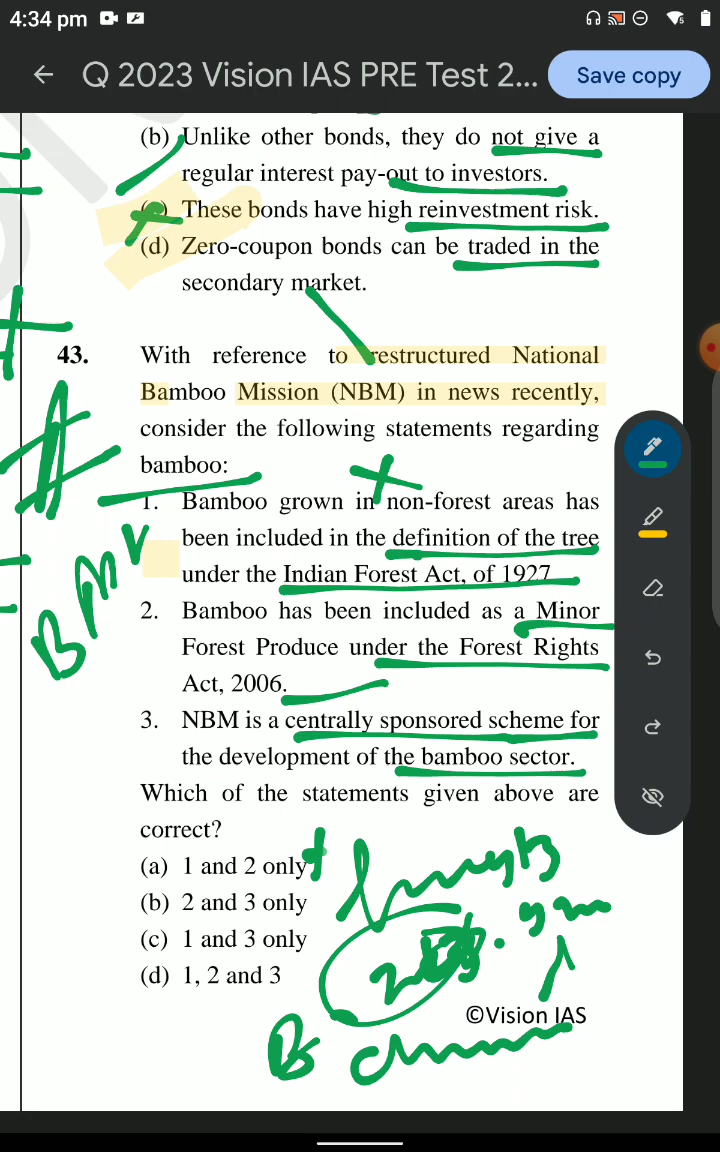 4:34 pm
Q 2023 Vision IAS PRE Test 2...
Save copy
(b) Unlike other bonds, they do not give a
regular interest pay-out to investors.
These bonds have high reinvestment risk.
(d) Zero-coupon bonds can be traded in the
secondary market.
43. With reference to restructured National
Bamboo Mission (NBM) in news recently,
consider the following statements regarding
bamboo:
1. Bamboo grown in non-forest areas has
been included in the definition of the tree
under the Indian Forest Act, of 1927
2. Bamboo has been included as a Minor
Forest Produce under the Forest Rights
Act, 2006.
3. NBM is a centrally sponsored scheme for
the development of the bamboo sector.
Which of the statements given above are
correct?
(a) 1 and 2 only
(b) 2 and 3 only
(c) 1 and 3 only
(d) 1, 2 and 3
©Vision IAS